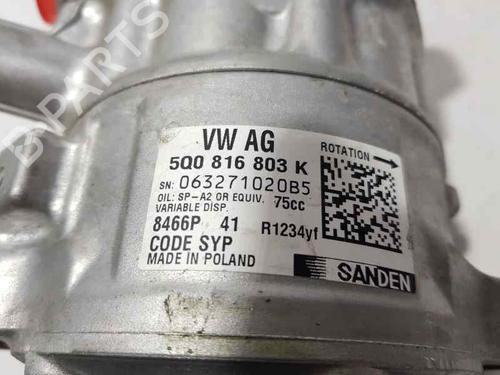 B-PARTS
VW AG
ROTATION
5Q0 816 803 K
SN: 063271020B5
OIL: SP-A2 OR EQUIV. 75cc
VARIABLE DISP.
8466P 41 R1234yf
CODE SYP
MADE IN POLAND
SANDEN